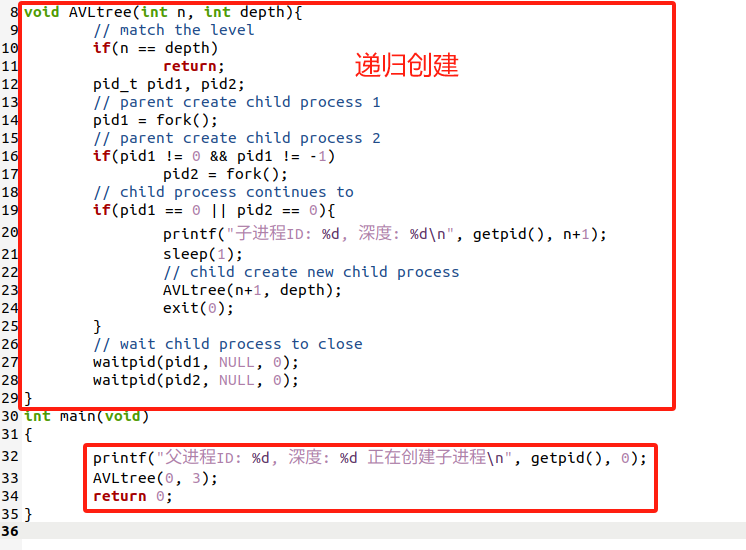 8 void AVLtree(int n, int depth){
9         // match the level
10         if(n == depth)
11                 return;
递归创建
12         pid_t pid1, pid2;
13         // parent create child process 1
14         pid1 = fork();
15         // parent create child process 2
16         if(pid1 != 0 && pid1 != -1)
17                 pid2 = fork();
18         // child process continues to
19         if(pid1 == 0 || pid2 == 0){
20                 printf("子进程ID: %d, 深度: %d\n", getpid(), n+1);
21                 sleep(1);
22                 // child create new child process
23                 AVLtree(n+1, depth);
24                 exit(0);
25         }
26         // wait child process to close
27         waitpid(pid1, NULL, 0);
28         waitpid(pid2, NULL, 0);
29 }
30 int main(void)
31 {
32         printf("父进程ID: %d, 深度: %d 正在创建子进程\n", getpid(), 0);
33         AVLtree(0, 3);
34         return 0;
35 }
36